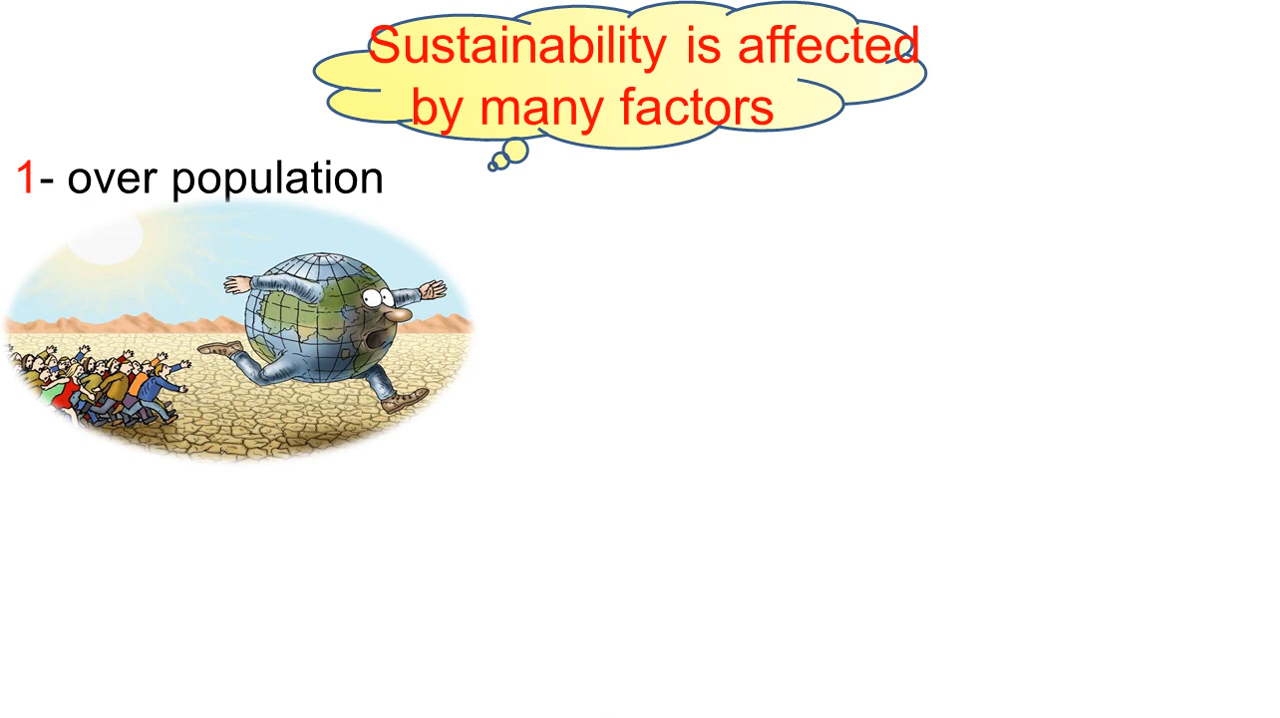 Sustainability is affected
by many factors
1- over population